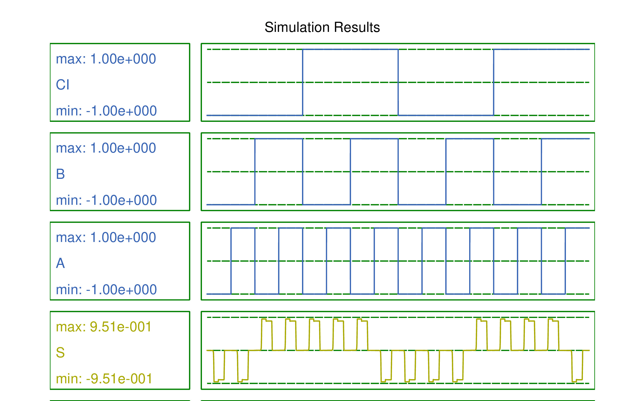 Simulation Results
max: 1.00e+000
CI
min: -1.00e+000
max: 1.00e+000
B
min: -1.00e+000
max: 1.00e+000
A
min: -1.00e+000
max: 9.51e-001
S
min: -9.51e-001